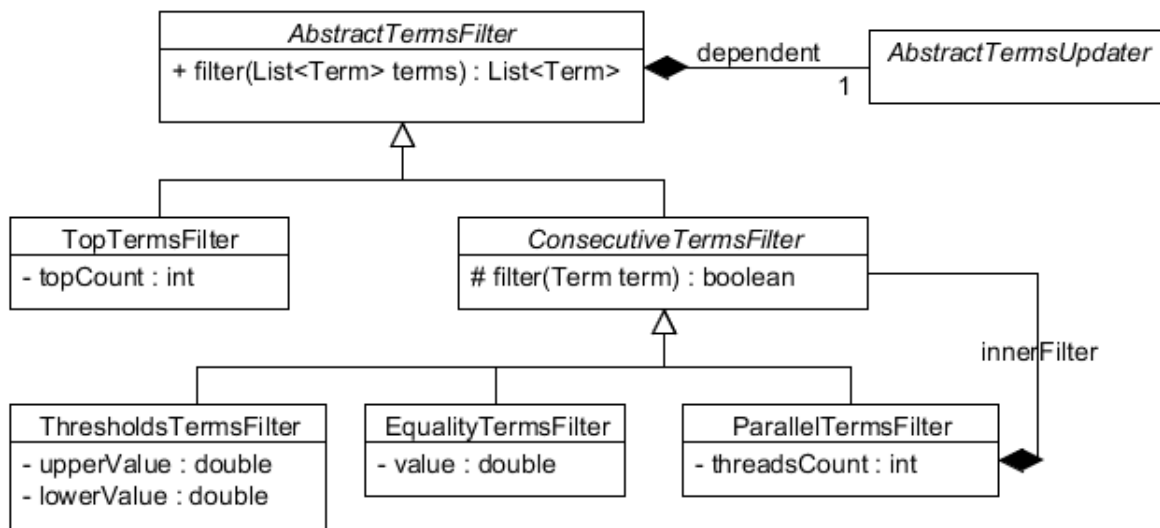 AbstractTermsFilter
+ filter(List<Term> terms) : List<Term>
dependent
1
AbstractTermsUpdater
TopTermsFilter
- topCount : int
ConsecutiveTermsFilter
# filter(Term term) : boolean
innerFilter
ThresholdsTermsFilter
- upperValue : double
- lowerValue : double
EqualityTermsFilter
- value : double
ParallelTermsFilter
- threadsCount : int